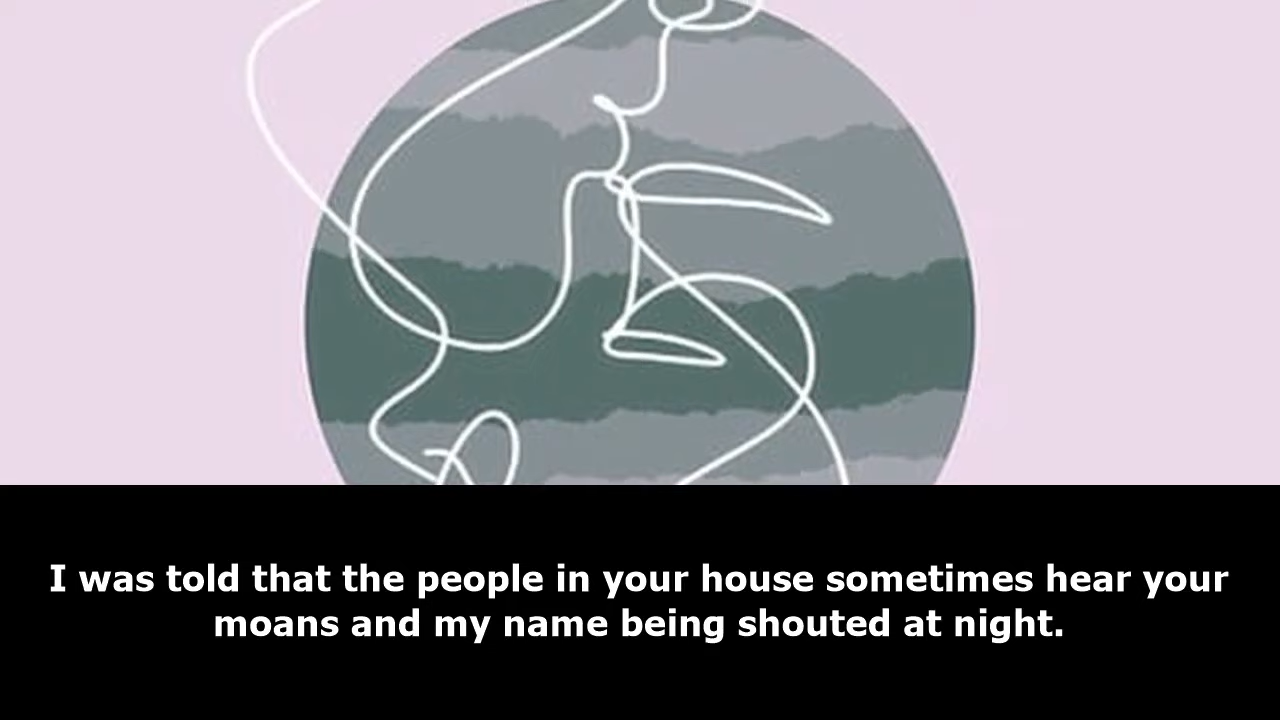 I was told that the people in your house sometimes hear your
moans and my name being shouted at night.